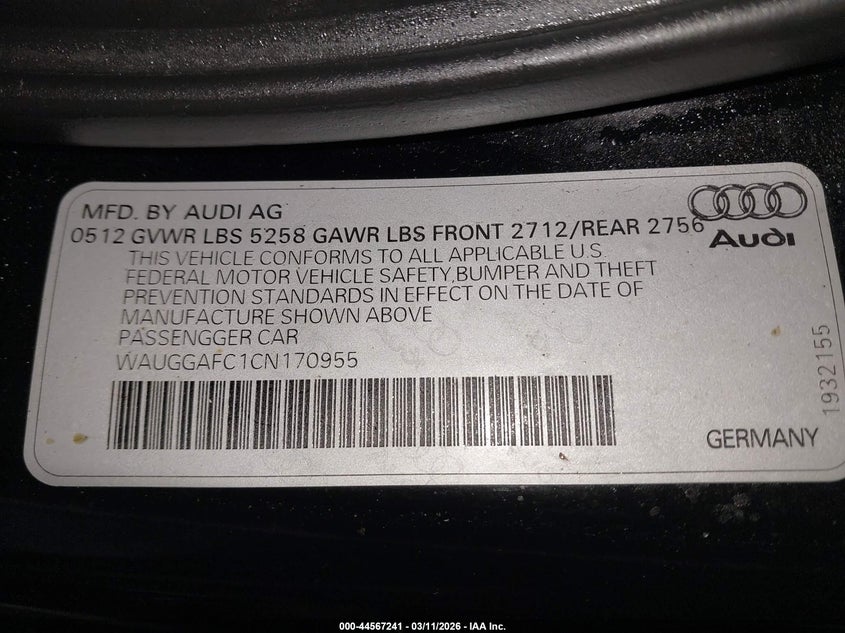 MFD. BY AUDI AG
0512 GVWR LBS 5258 GAWR LBS FRONT 2712/REAR 2756
Audi
THIS VEHICLE CONFORMS TO ALL APPLICABLE U.S.
FEDERAL MOTOR VEHICLE SAFETY,BUMPER AND THEFT
PREVENTION STANDARDS IN EFFECT ON THE DATE OF
MANUFACTURE SHOWN ABOVE
PASSENGGER CAR
WAUGGAFC1CN170955
1932155
GERMANY
000-44567241 - 03/11/2026 - IAA Inc.